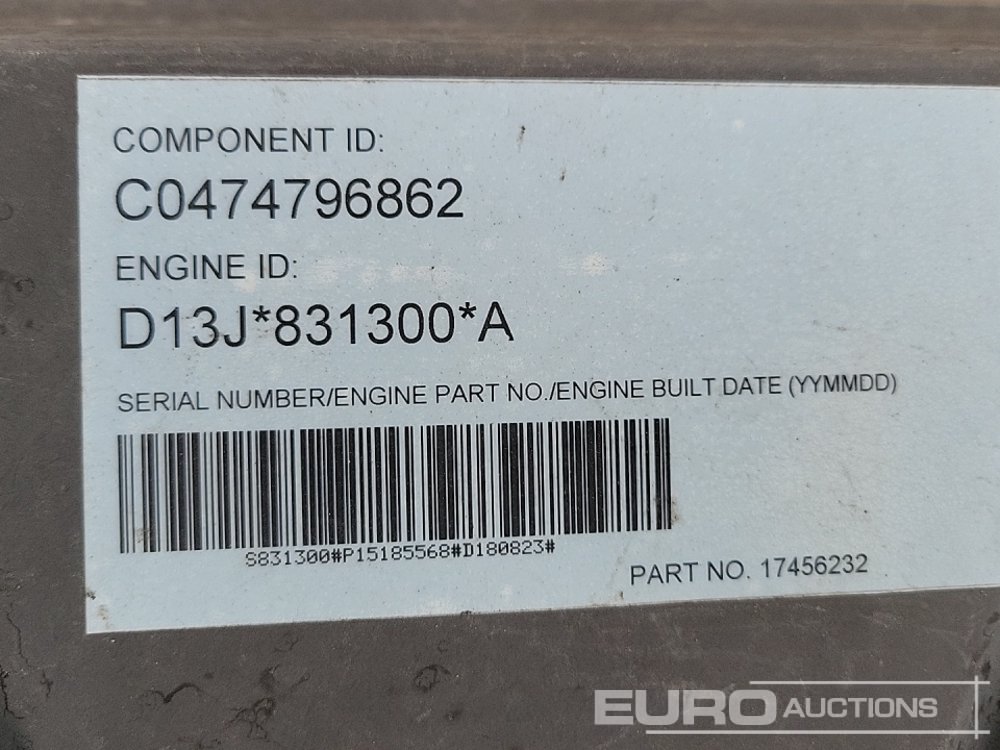 COMPONENT ID:
C0474796862
ENGINE ID:
D13J*831300*A
SERIAL NUMBER/ENGINE PART NO./ENGINE BUILT DATE (YYMMDD)
S831300#P15185568#D180823#
PART NO. 17456232
EURO AUCTIONS